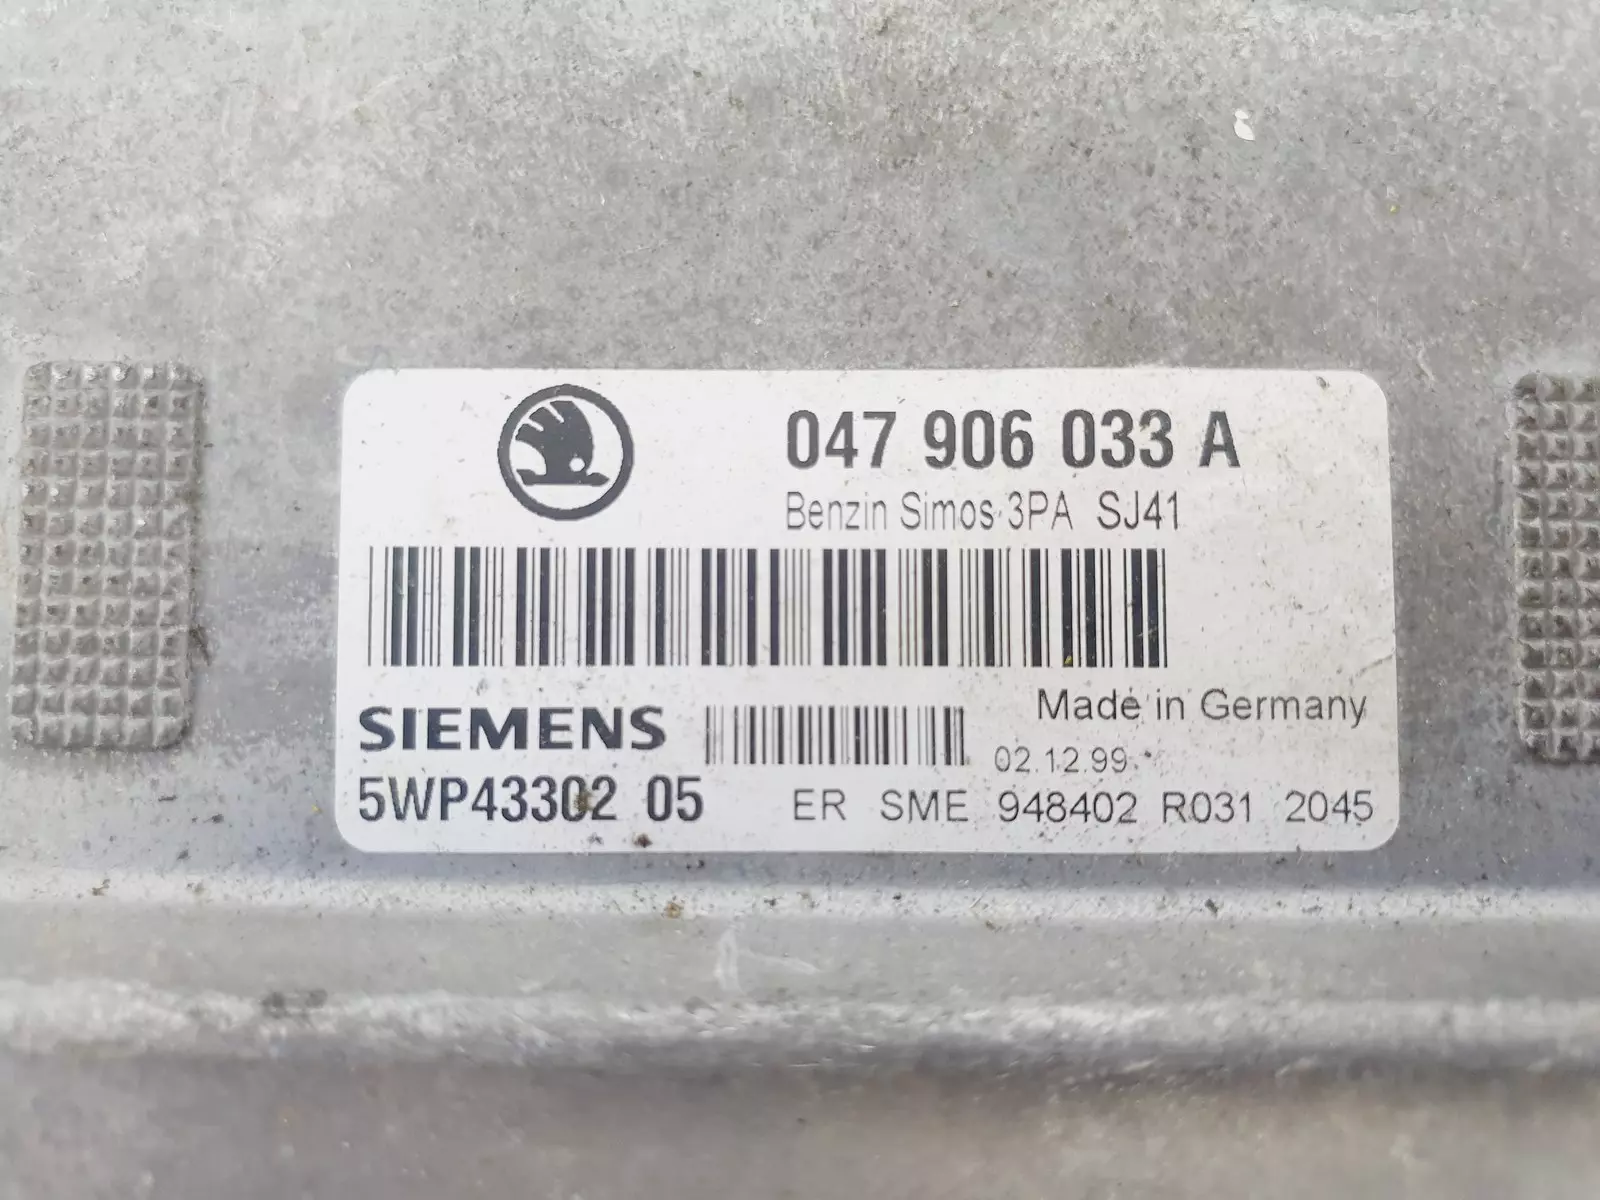 047 906 033 A
Benzin Simos 3PA SJ41
Made in Germany
SIEMENS
02.12.99
5WP43302 05
ER SME 948402 R031 2045